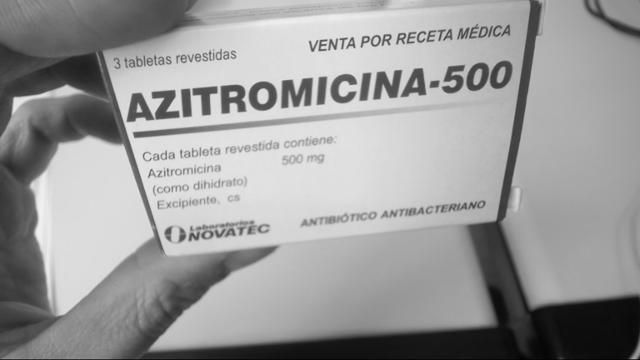 3 tabletas revestidas
VENTA POR RECETA MÉDICA
AZITROMICINA-500
Cada tableta revestida contiene:
Azitromicina 500 mg
(como dihidrato)
Excipiente, cs
Laboratorios
NOVATEC
ANTIBIÓTICO ANTIBACTERIANO